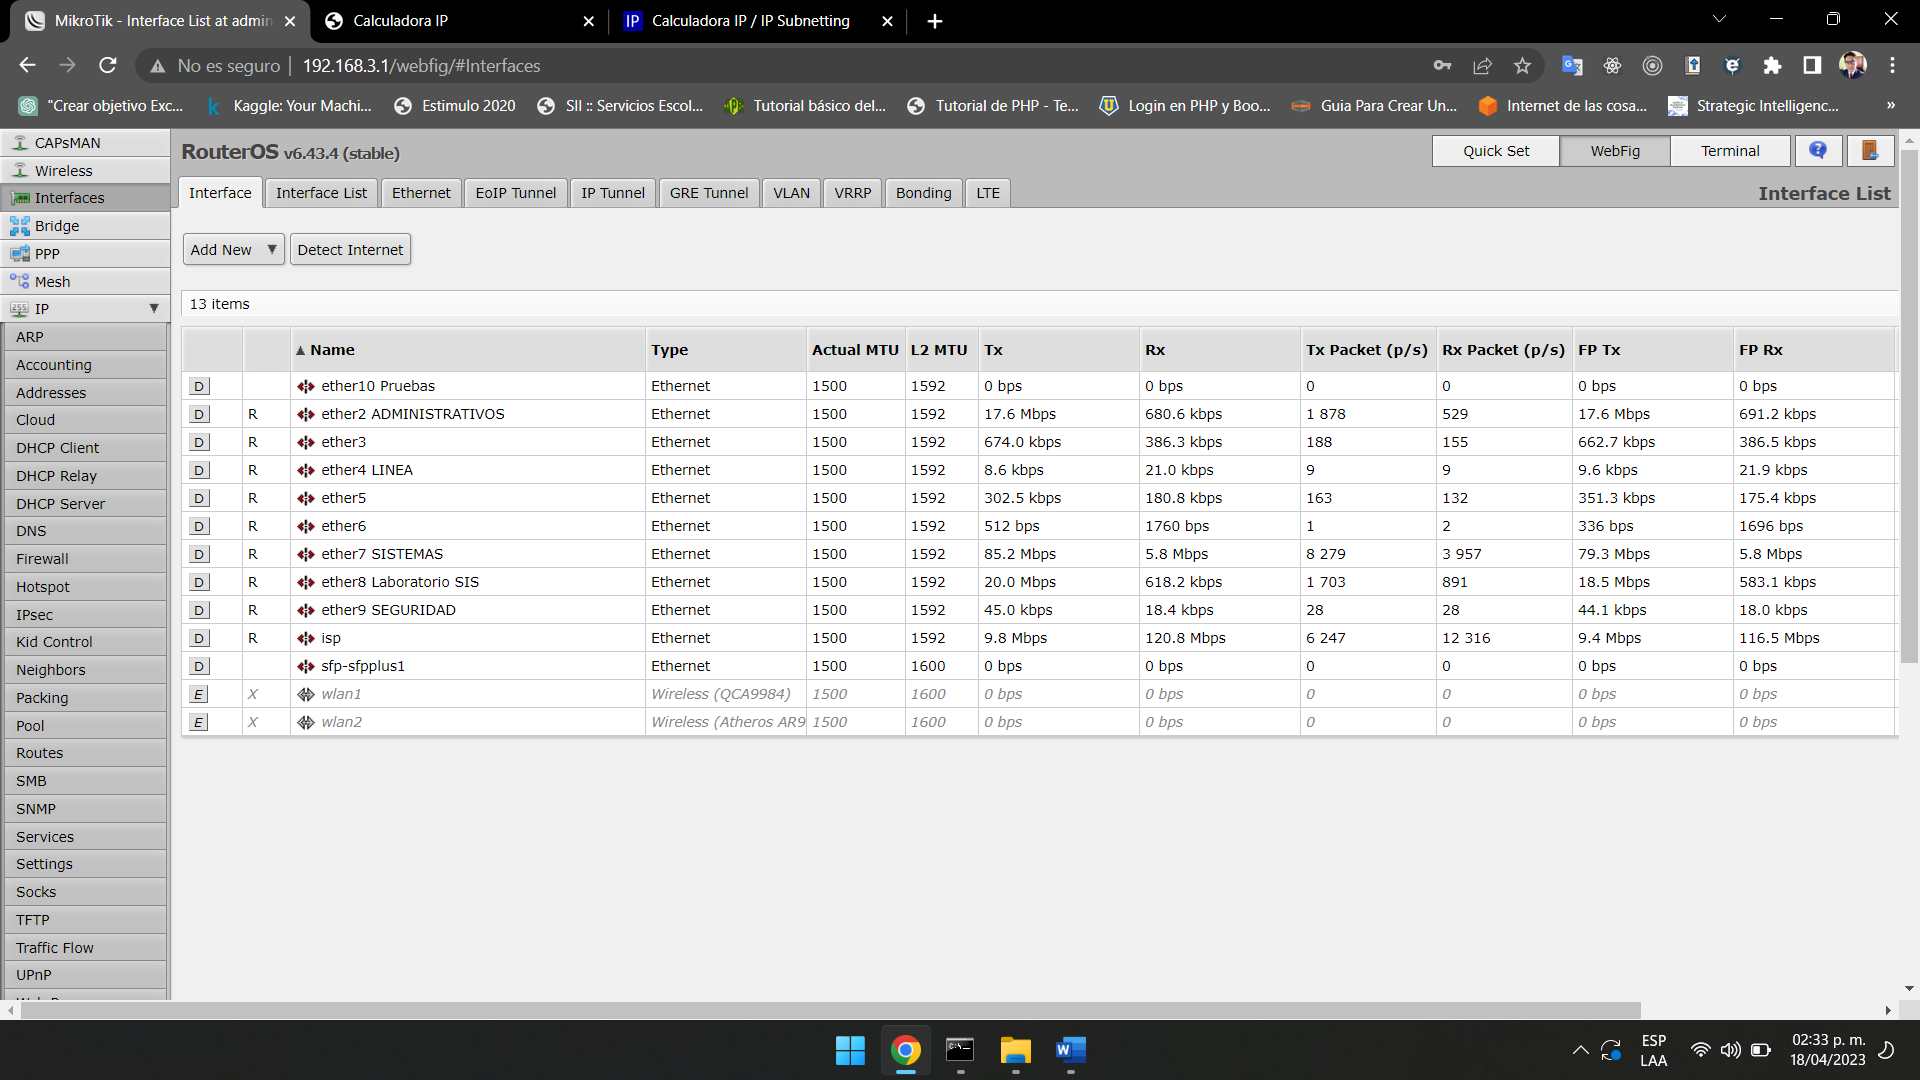 MikroTik - Interface List at admin
Calculadora IP
IP Calculadora IP / IP Subnetting
No es seguro 192.168.3.1/webfig/#Interfaces
"Crear objetivo Exc...
Kaggle: Your Machi...
Estimulo 2020
SII :: Servicios Escol...
Tutorial básico del...
Tutorial de PHP - Te...
Login en PHP y Boo...
Guia Para Crear Un...
Internet de las cosa...
Strategic Intelligenc...
»
CAPsMAN
Wireless
Interfaces
Bridge
PPP
Mesh
IP
ARP
Accounting
Addresses
Cloud
DHCP Client
DHCP Relay
DHCP Server
DNS
Firewall
Hotspot
IPsec
Kid Control
Neighbors
Packing
Pool
Routes
SMB
SNMP
Services
Settings
Socks
TFTP
Traffic Flow
UPnP
RouterOS v6.43.4 (stable)
Quick Set WebFig Terminal
Interface Interface List Ethernet EoIP Tunnel IP Tunnel GRE Tunnel VLAN VRRP Bonding LTE
Interface List
Add New Detect Internet
13 items
Name Type Actual MTU L2 MTU Tx Rx Tx Packet (p/s) Rx Packet (p/s) FP Tx FP Rx
D ether10 Pruebas Ethernet 1500 1592 0 bps 0 bps 0 0 0 bps 0 bps
D R ether2 ADMINISTRATIVOS Ethernet 1500 1592 17.6 Mbps 680.6 kbps 1 878 529 17.6 Mbps 691.2 kbps
D R ether3 Ethernet 1500 1592 674.0 kbps 386.3 kbps 188 155 662.7 kbps 386.5 kbps
D R ether4 LINEA Ethernet 1500 1592 8.6 kbps 21.0 kbps 9 9 9.6 kbps 21.9 kbps
D R ether5 Ethernet 1500 1592 302.5 kbps 180.8 kbps 163 132 351.3 kbps 175.4 kbps
D R ether6 Ethernet 1500 1592 512 bps 1760 bps 1 2 336 bps 1696 bps
D R ether7 SISTEMAS Ethernet 1500 1592 85.2 Mbps 5.8 Mbps 8 279 3 957 79.3 Mbps 5.8 Mbps
D R ether8 Laboratorio SIS Ethernet 1500 1592 20.0 Mbps 618.2 kbps 1 703 891 18.5 Mbps 583.1 kbps
D R ether9 SEGURIDAD Ethernet 1500 1592 45.0 kbps 18.4 kbps 28 28 44.1 kbps 18.0 kbps
D R isp Ethernet 1500 1592 9.8 Mbps 120.8 Mbps 6 247 12 316 9.4 Mbps 116.5 Mbps
D sfp-sfpplus1 Ethernet 1500 1600 0 bps 0 bps 0 0 0 bps 0 bps
E X wlan1 Wireless (QCA9984) 1500 1600 0 bps 0 bps 0 0 0 bps 0 bps
E X wlan2 Wireless (Atheros AR9 1500 1600 0 bps 0 bps 0 0 0 bps 0 bps
ESP
LAA
02:33 p. m.
18/04/2023